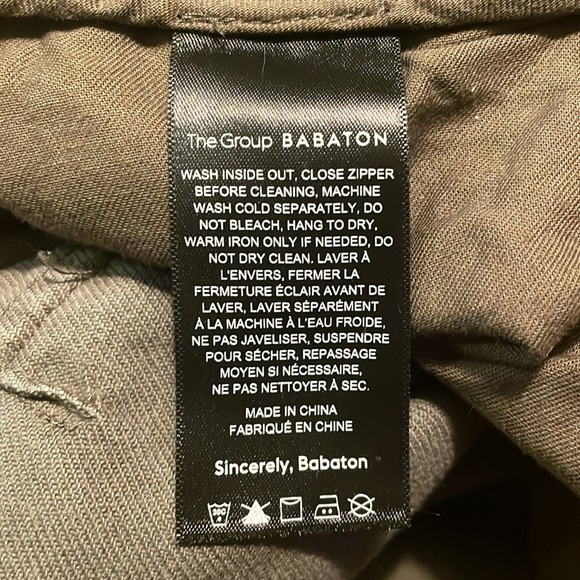 The Group BABATON
WASH INSIDE OUT, CLOSE ZIPPER
BEFORE CLEANING, MACHINE
WASH COLD SEPARATELY, DO
NOT BLEACH, HANG TO DRY,
WARM IRON ONLY IF NEEDED, DO
NOT DRY CLEAN. LAVER À
L'ENVERS, FERMER LA
FERMETURE ÉCLAIR AVANT DE
LAVER, LAVER SÉPARÉMENT
À LA MACHINE À L'EAU FROIDE,
NE PAS JAVELISER, SUSPENDRE
POUR SÉCHER, REPASSAGE
MOYEN SI NÉCESSAIRE,
NE PAS NETTOYER À SEC.
MADE IN CHINA
FABRIQUÉ EN CHINE
Sincerely, Babaton
30C